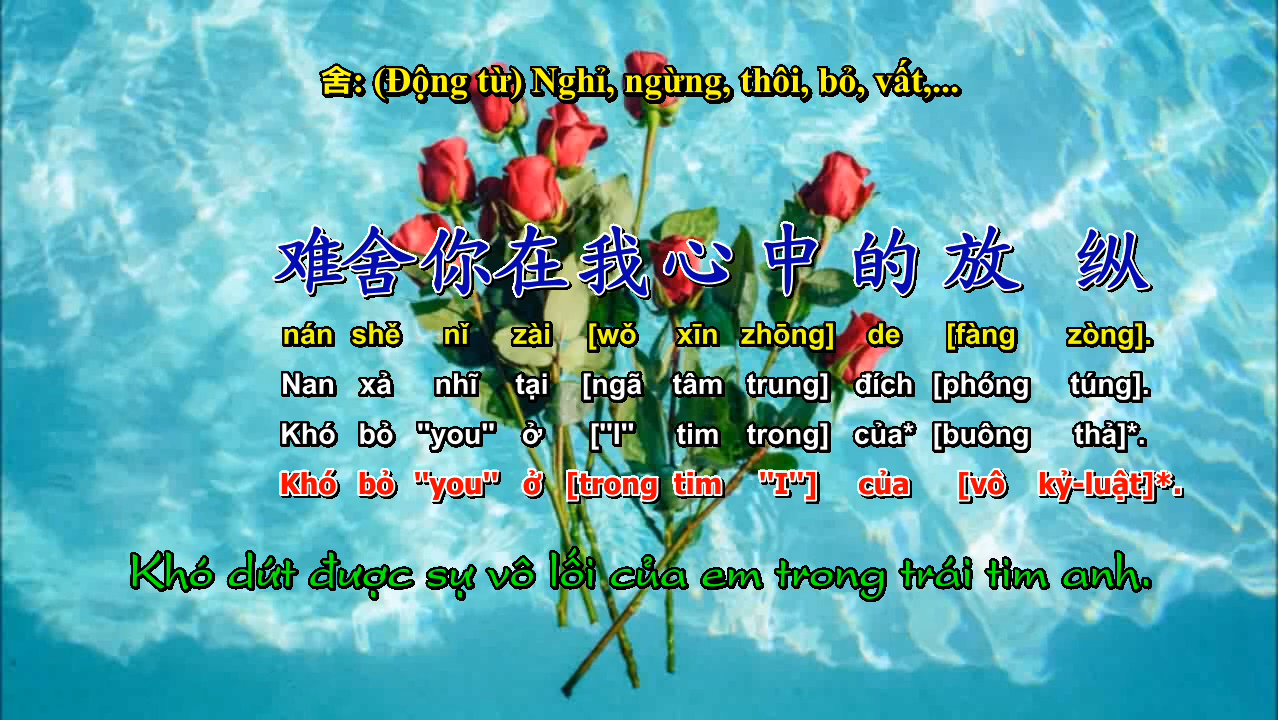 舍: (Động từ) Nghỉ, ngừng, thôi, bỏ, vất,...
难舍你在我心中的放纵
nán shě nǐ zài [wǒ xīn zhōng] de [fàng zòng].
Nan xả nhĩ tại [ngã tâm trung] đích [phóng túng].
Khó bỏ "you" ở ["I" tim trong] của* [buông thả]*.
Khó bỏ "you" ở [trong tim "I"] của [vô kỷ-luật]*.
Khó dứt được sự vô lối của em trong trái tim anh.